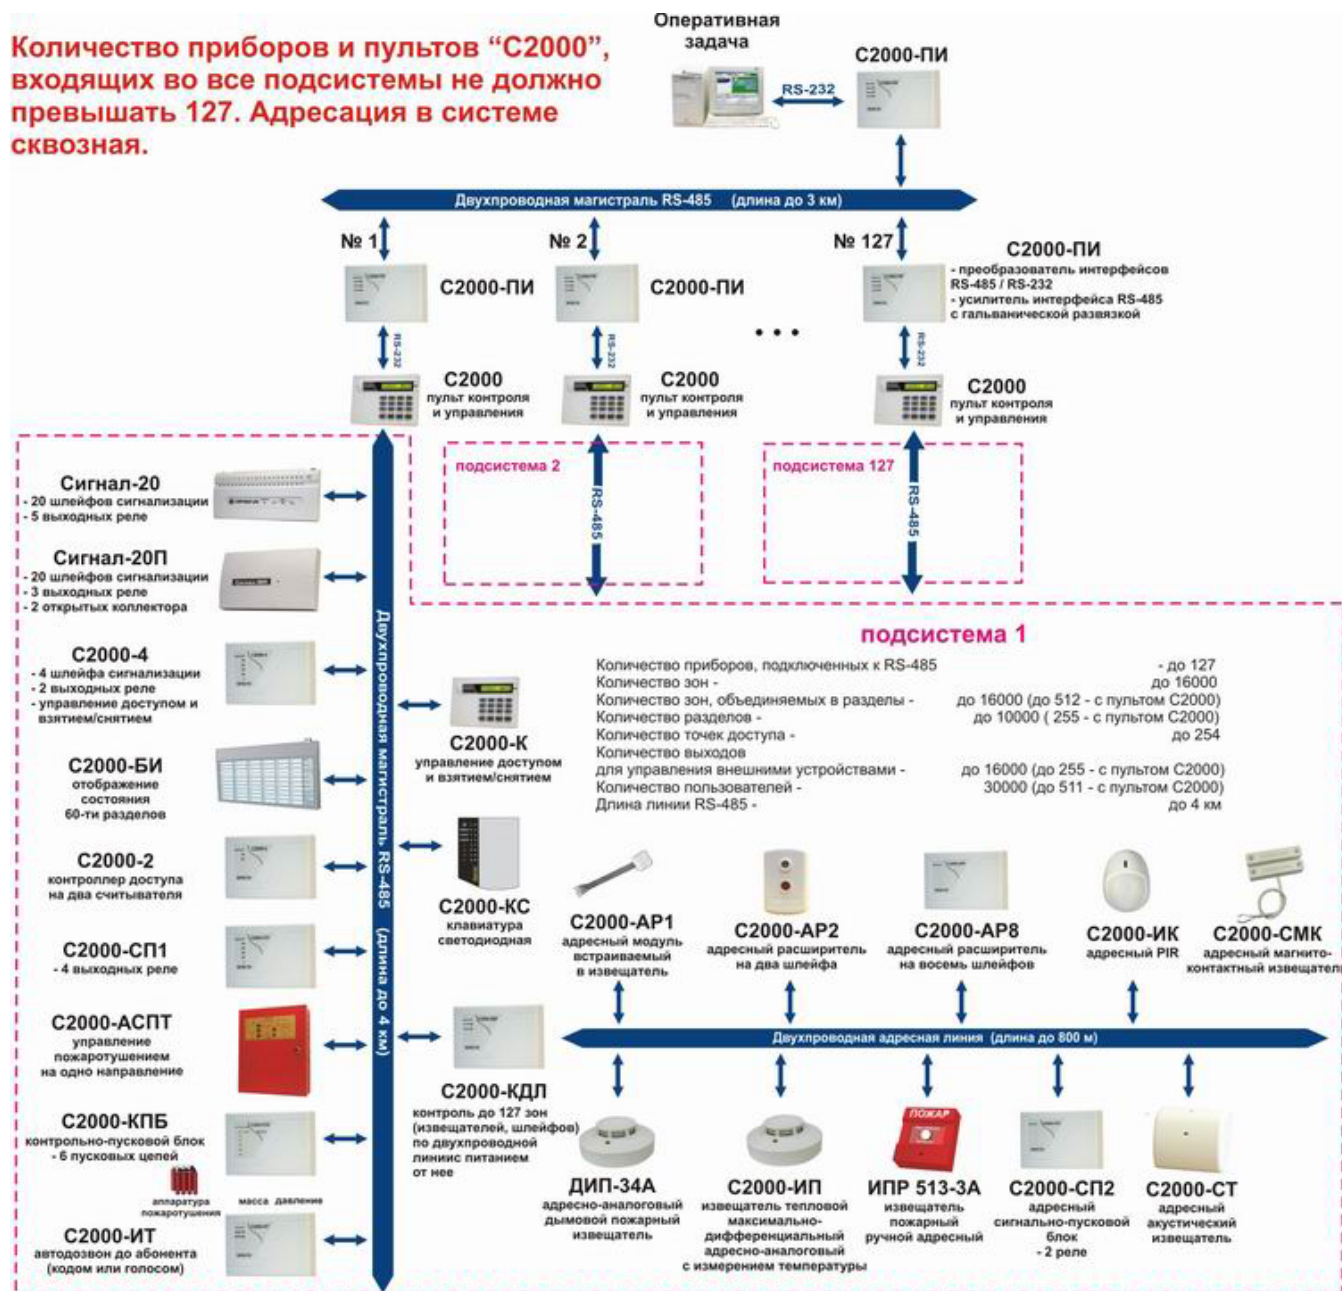 Количество приборов и пультов “С2000”,
входящих во все подсистемы не должно
превышать 127. Адресация в системе
сквозная.
Оперативная
задача
RS-232
С2000-ПИ
Двухпроводная магистраль RS-485 (длина до 3 км)
№ 1
№ 2
№ 127
С2000-ПИ
С2000-ПИ
С2000-ПИ
- преобразователь интерфейсов
RS-485 / RS-232
- усилитель интерфейса RS-485
с гальванической развязкой
RS-232
RS-232
RS-232
• • •
С2000
пульт контроля
и управления
С2000
пульт контроля
и управления
С2000
пульт контроля
и управления
подсистема 2
RS-485
подсистема 127
RS-485
Сигнал-20
- 20 шлейфов сигнализации
- 5 выходных реле
Сигнал-20П
- 20 шлейфов сигнализации
- 3 выходных реле
- 2 открытых коллектора
С2000-4
- 4 шлейфа сигнализации
- 2 выходных реле
- управление доступом и
взятием/снятием
С2000-БИ
отображение
состояния
60-ти разделов
С2000-2
контроллер доступа
на два считывателя
С2000-СП1
- 4 выходных реле
С2000-АСПТ
управление
пожаротушением
на одно направление
С2000-КПБ
контрольно-пусковой блок
- 6 пусковых цепей
аппаратура
пожаротушения
масса давление
С2000-ИТ
автодозвон до абонента
(кодом или голосом)
Двухпроводная магистраль RS-485 (длина до 4 км)
С2000-К
управление доступом
и взятием/снятием
С2000-КС
клавиатура
светодиодная
С2000-КДЛ
контроль до 127 зон
(извещателей, шлейфов)
по двухпроводной
линиис питанием
от нее
подсистема 1
Количество приборов, подключенных к RS-485 - до 127
Количество зон - до 16000
Количество зон, объединяемых в разделы - до 16000 (до 512 - с пультом С2000)
Количество разделов - до 10000 ( 255 - с пультом С2000)
Количество точек доступа - до 254
Количество выходов
для управления внешними устройствами - до 16000 (до 255 - с пультом С2000)
Количество пользователей - 30000 (до 511 - с пультом С2000)
Длина линии RS-485 - до 4 км
С2000-АР1
адресный модуль
встраиваемый
в извещатель
С2000-АР2
адресный расширитель
на два шлейфа
С2000-АР8
адресный расширитель
на восемь шлейфов
С2000-ИК
адресный PIR
С2000-СМК
адресный магнито-
контактный извещатель
Двухпроводная адресная линия (длина до 800 м)
ДИП-34А
адресно-аналоговый
дымовой пожарный
извещатель
С2000-ИП
извещатель тепловой
максимально-
дифференциальный
адресно-аналоговый
с измерением температуры
ПОЖАР
ИПР 513-3А
извещатель
пожарный
ручной адресный
С2000-СП2
адресный
сигнально-пусковой
блок
- 2 реле
С2000-СТ
адресный
акустический
извещатель